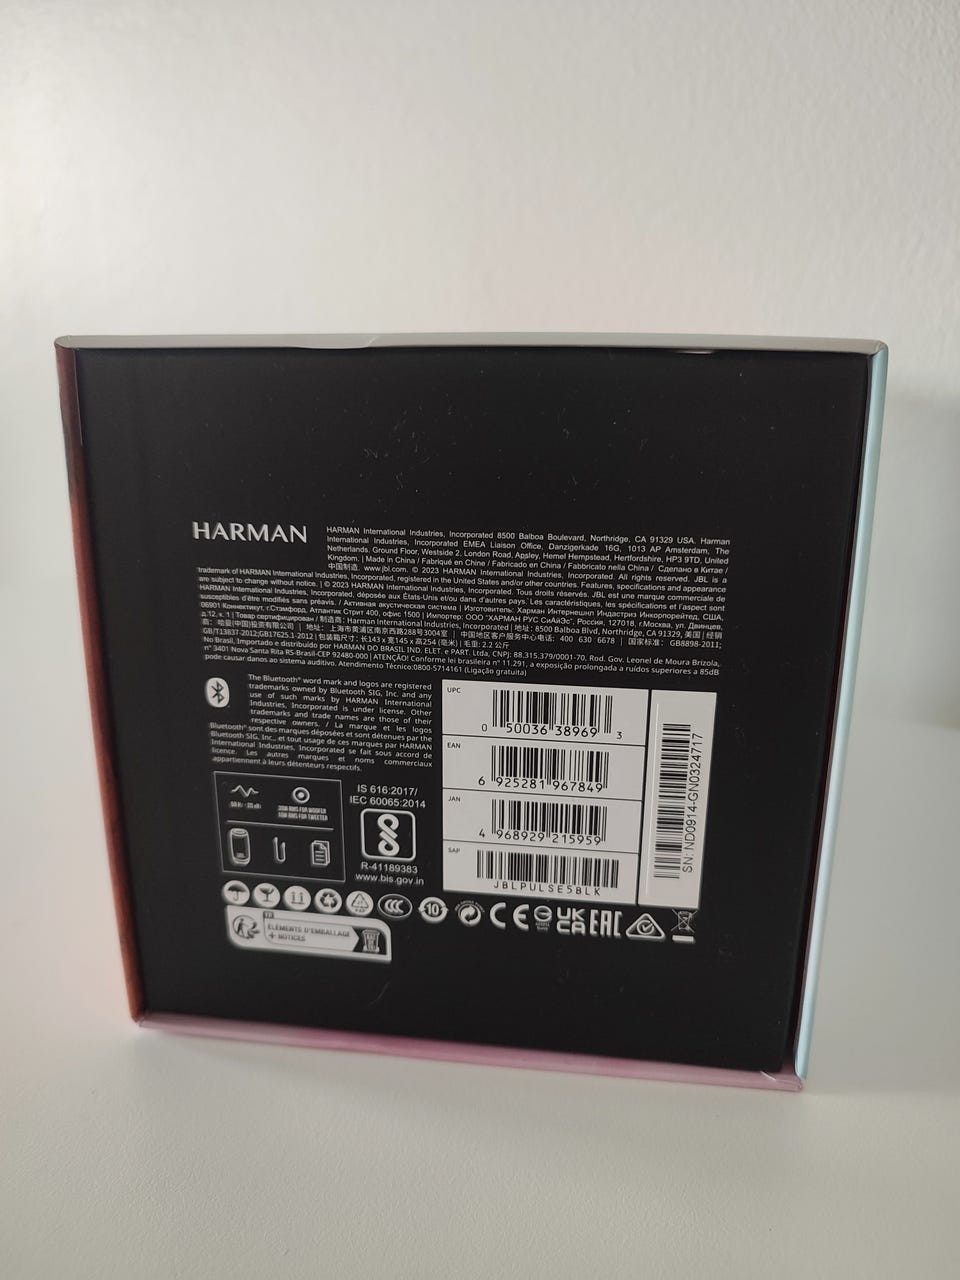 HARMAN
HARMAN International Industries, Incorporated 8500 Balboa Boulevard, Northridge, CA 91329 USA. Harman
International Industries, Incorporated EMEA Liaison Office, Danzigerkade 16G, 1013 AP Amsterdam, The
Netherlands. Ground Floor, Westside 2, London Road, Apsley, Hemel Hempstead, Hertfordshire, HP3 9TD, United
Kingdom. | Made in China / Fabriqué en Chine / Fabricado en China / Fabbricato nella China / Сделано в Китае /
中国制造. www.jbl.com. © 2023 HARMAN International Industries, Incorporated. All rights reserved. JBL is a
trademark of HARMAN International Industries, Incorporated, registered in the United States and/or other countries. Features, specifications and appearance
are subject to change without notice. | © 2023 HARMAN International Industries, Incorporated. Tous droits réservés. JBL est une marque commerciale de
HARMAN International Industries, Incorporated, déposée aux États-Unis et/ou dans d'autres pays. Les caractéristiques, les spécifications et l'aspect sont
susceptibles d'être modifiés sans préavis. / Активная акустическая система | Изготовитель: Харман Интернешнл Индастриз Инкорпорейтед, США,
06901 Коннектикут, г.Стэмфорд, Атлантик Стрит 400, офис 1500 | Импортер: ООО "ХАРМАН РУС СиАйЭс", Россия, 127018, г.Москва, ул. Двинцев,
д.12, к. 1 | Товар сертифицирован / 制造商: Harman International Industries, Incorporated | 地址: 8500 Balboa Blvd, Northridge, CA 91329, 美国 | 经销
商: 哈曼(中国)投资有限公司 | 地址: 上海市黄浦区南京西路288号3004室 | 中国地区客户服务中心电话: 400 630 6678 | 国家标准: GB8898-2011;
GB/T13837-2012;GB17625.1-2012 | 包装箱尺寸: 长143 x 宽145 x 高254 (毫米) | 毛重: 2.2 公斤
No Brasil, Importado e distribuido por HARMAN DO BRASIL IND. ELET. e PART. Ltda, CNPJ: 88.315.379/0001-70, Rod. Gov. Leonel de Moura Brizola,
n° 3401 Nova Santa Rita RS-Brasil-CEP 92480-000 | ATENÇÃO! Conforme lei brasileira n° 11.291, a exposição prolongada a ruídos superiores a 85dB
pode causar danos ao sistema auditivo. Atendimento Técnico:0800-5714161 (Ligação gratuita)
The Bluetooth® word mark and logos are registered
trademarks owned by Bluetooth SIG, Inc. and any
use of such marks by HARMAN International
Industries, Incorporated is under license. Other
trademarks and trade names are those of their
respective owners. / La marque et les logos
Bluetooth® sont des marques déposées et sont détenues par the
Bluetooth SIG, Inc., et tout usage de ces marques par HARMAN
International Industries, Incorporated se fait sous accord de
licence. Les autres marques et noms commerciaux
appartiennent à leurs détenteurs respectifs.
UPC
0 50036 38969 3
EAN
6 925281 967849
JAN
4 968929 215959
SAP
JBLPULSE5BLK
SN: ND0914-GN0324717
30W RMS FOR WOOFER
10W RMS FOR TWEETER
IS 616:2017/
IEC 60065:2014
R-41189383
www.bis.gov.in
CCC
10
CE
UK
CA
EAC
FR
ÉLÉMENTS D'EMBALLAGE
+ NOTICES